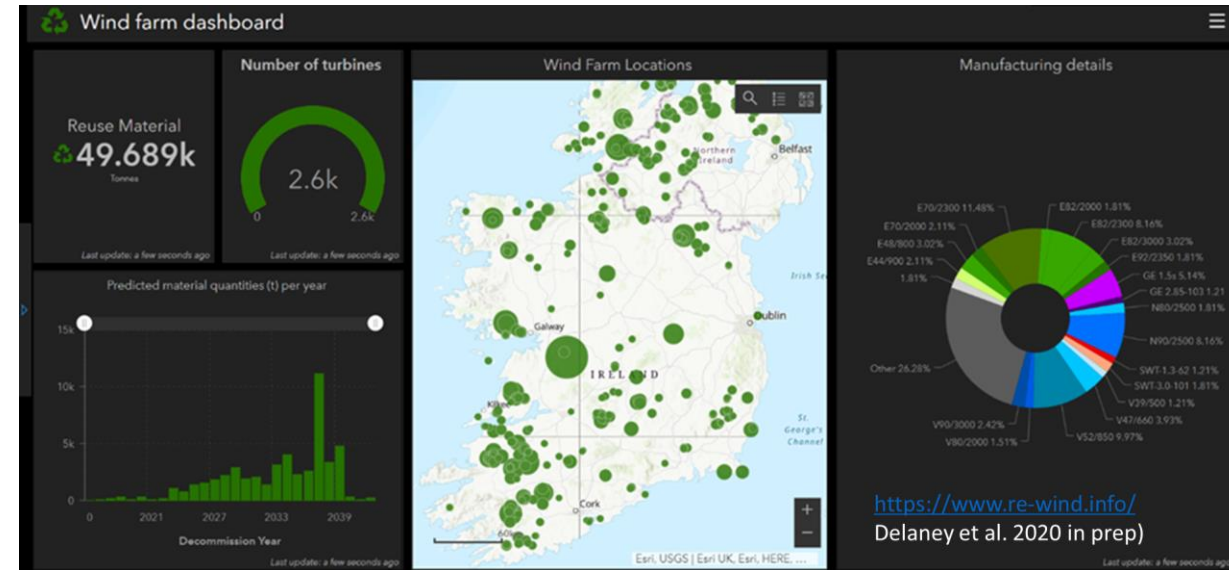 Wind farm dashboard
Reuse Material
49.689k
Tonnes
Last update: a few seconds ago
Number of turbines
2.6k
0
2.6k
Last update: a few seconds ago
Predicted material quantities (t) per year
15k
10k
5k
0
0
2021
2027
2033
2039
Decommission Year
Last update: a few seconds ago
Wind Farm Locations
Northern
Ireland
Belfast
Irish Se
Dublin
Galway
IRELAND
Kilkee
St.
George's
Channel
Cork
60k
+
−
Esri, USGS | Esri UK, Esri, HERE, ...
Manufacturing details
E70/2300 11.48%
E70/2000 2.11%
E48/800 3.02%
E44/900 2.11%
1.81%
Other 26.28%
V90/3000 2.42%
V80/2000 1.51%
E82/2000 1.81%
E82/2300 8.16%
E82/3000 3.02%
E92/2350 1.81%
GE 1.5s 5.14%
GE 2.85-103 1.21
N80/2500 1.81%
N90/2500 8.16%
SWT-1.3-62 1.21%
SWT-3.0-101 1.81%
V39/500 1.21%
V47/660 3.93%
V52/850 9.97%
https://www.re-wind.info/
Delaney et al. 2020 in prep)
Last update: a few seconds ag